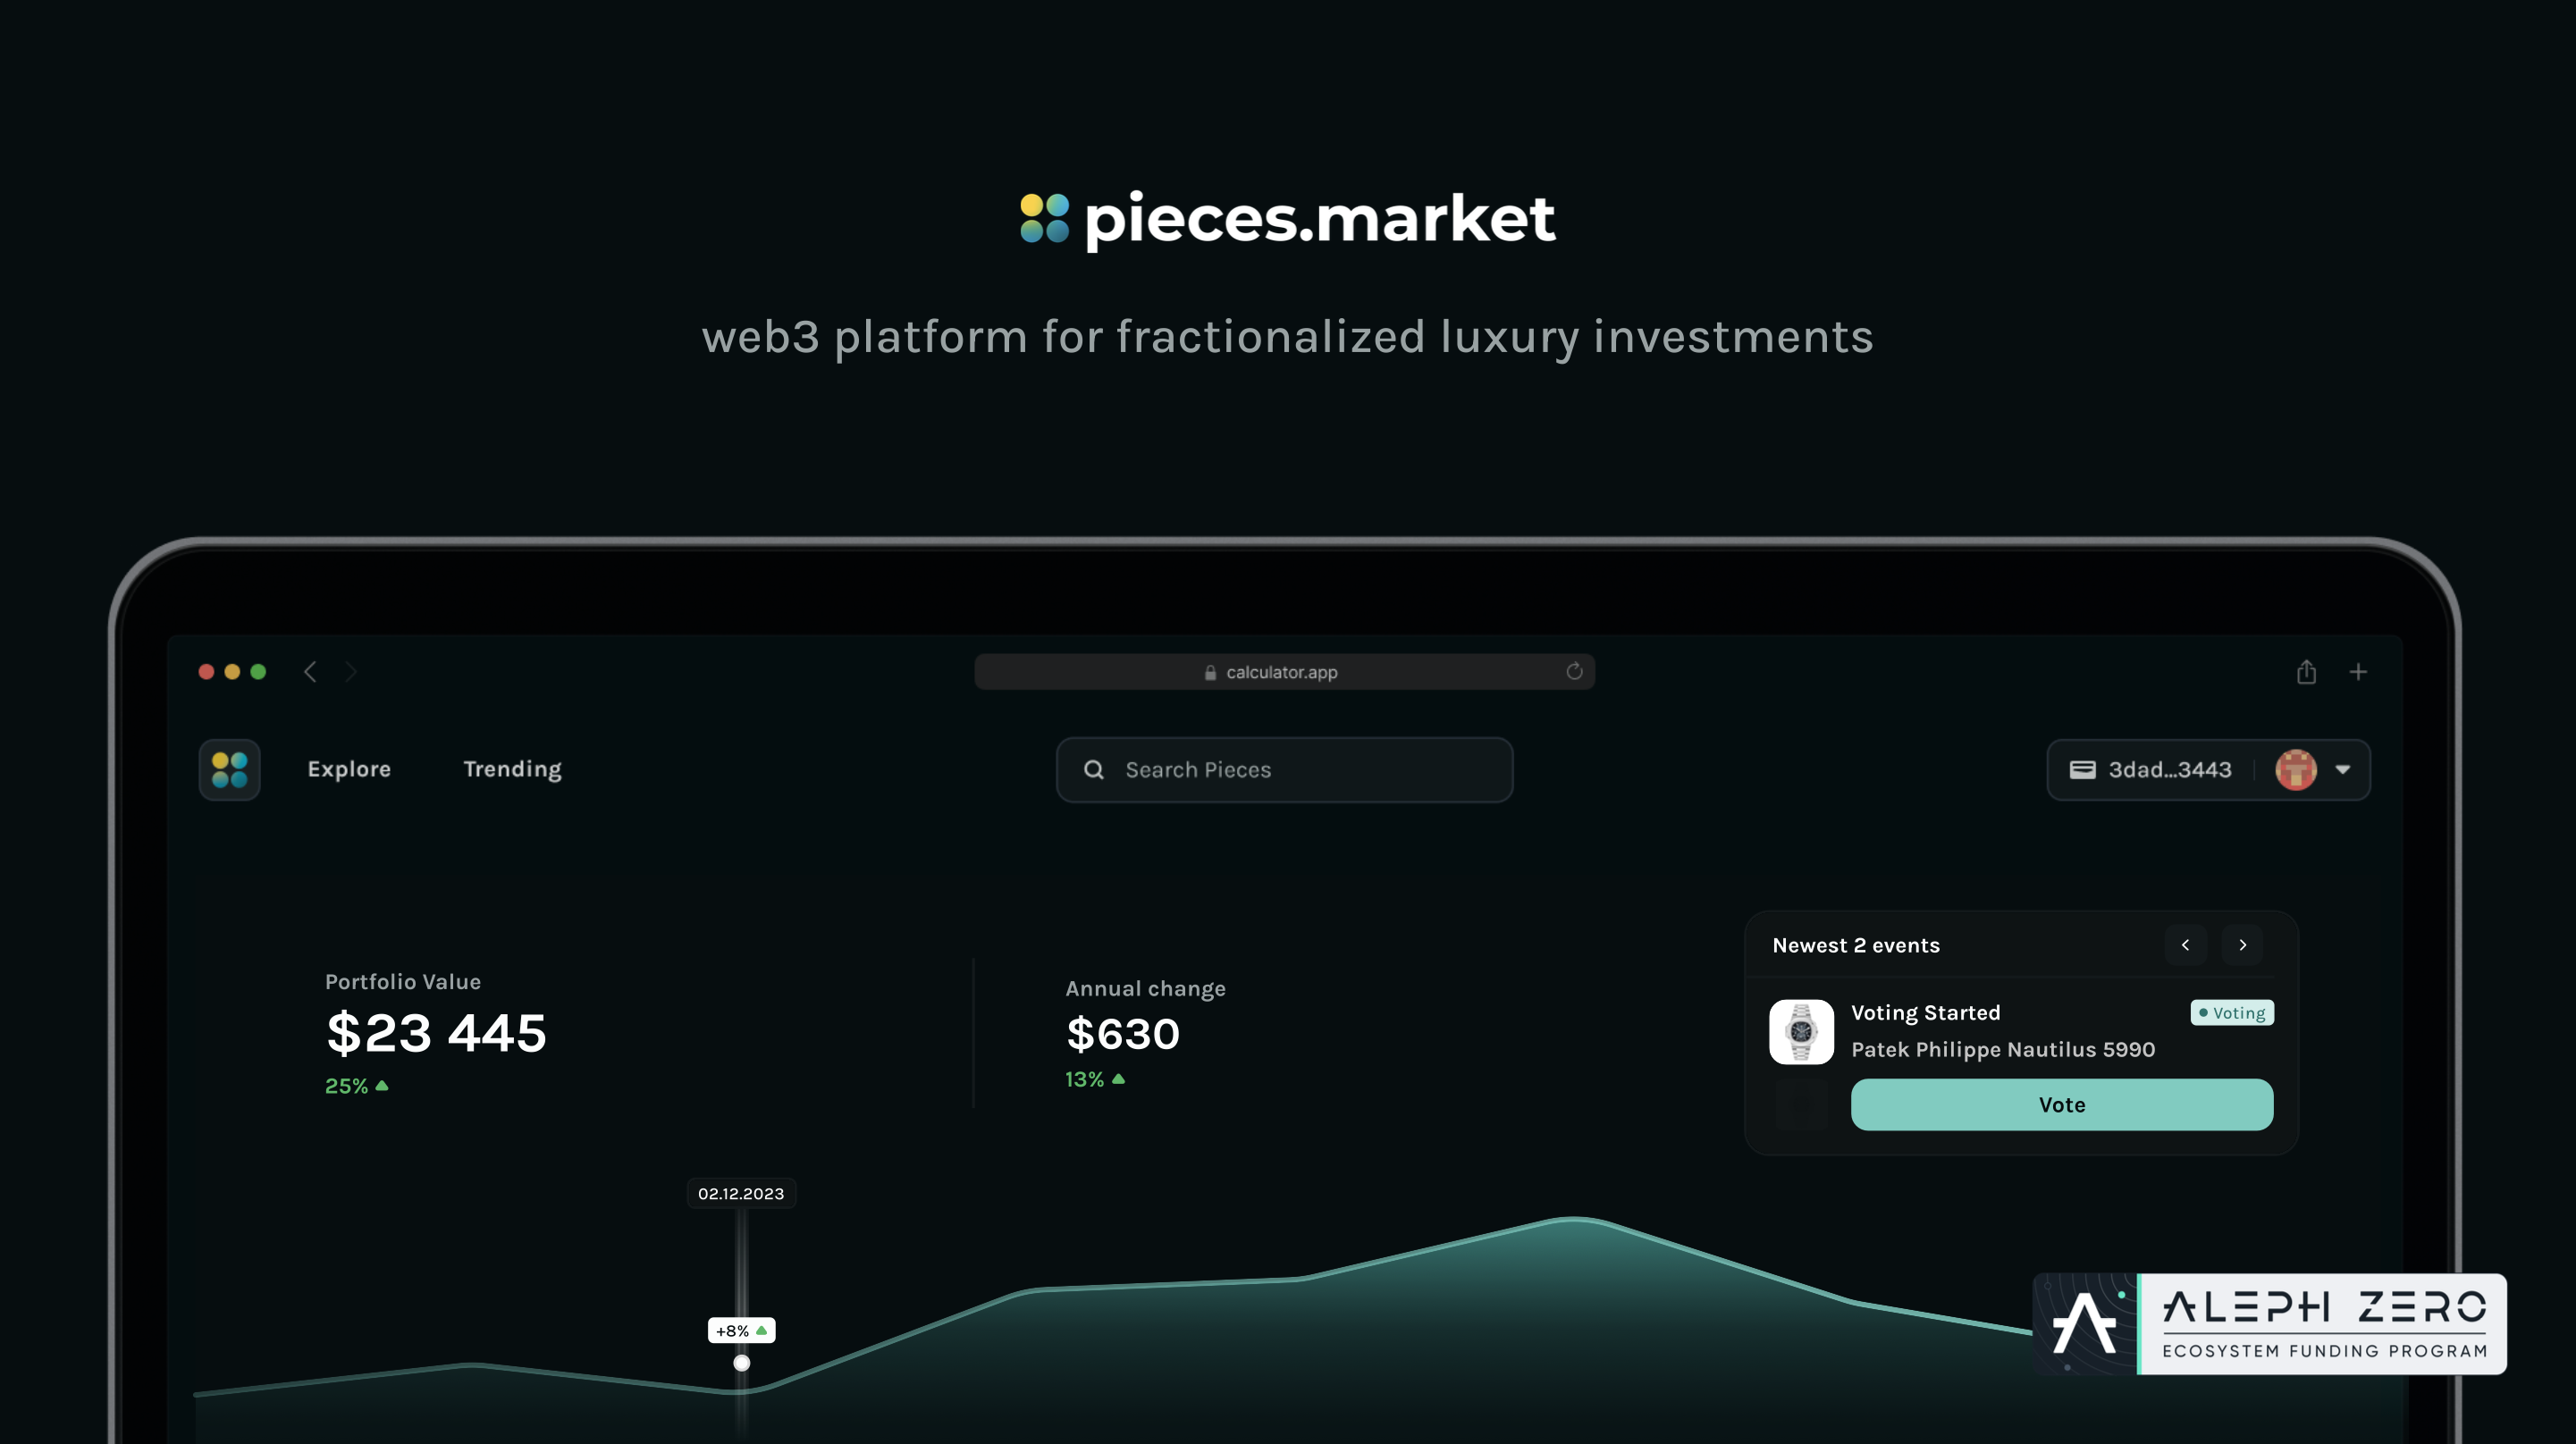 pieces.market
web3 platform for fractionalized luxury investments
calculator.app
Explore
Trending
Search Pieces
3dad...3443
Portfolio Value
$23 445
25%
Annual change
$630
13%
Newest 2 events
Voting Started
Voting
Patek Philippe Nautilus 5990
Vote
02.12.2023
+8%
ALEPH ZERO
ECOSYSTEM FUNDING PROGRAM